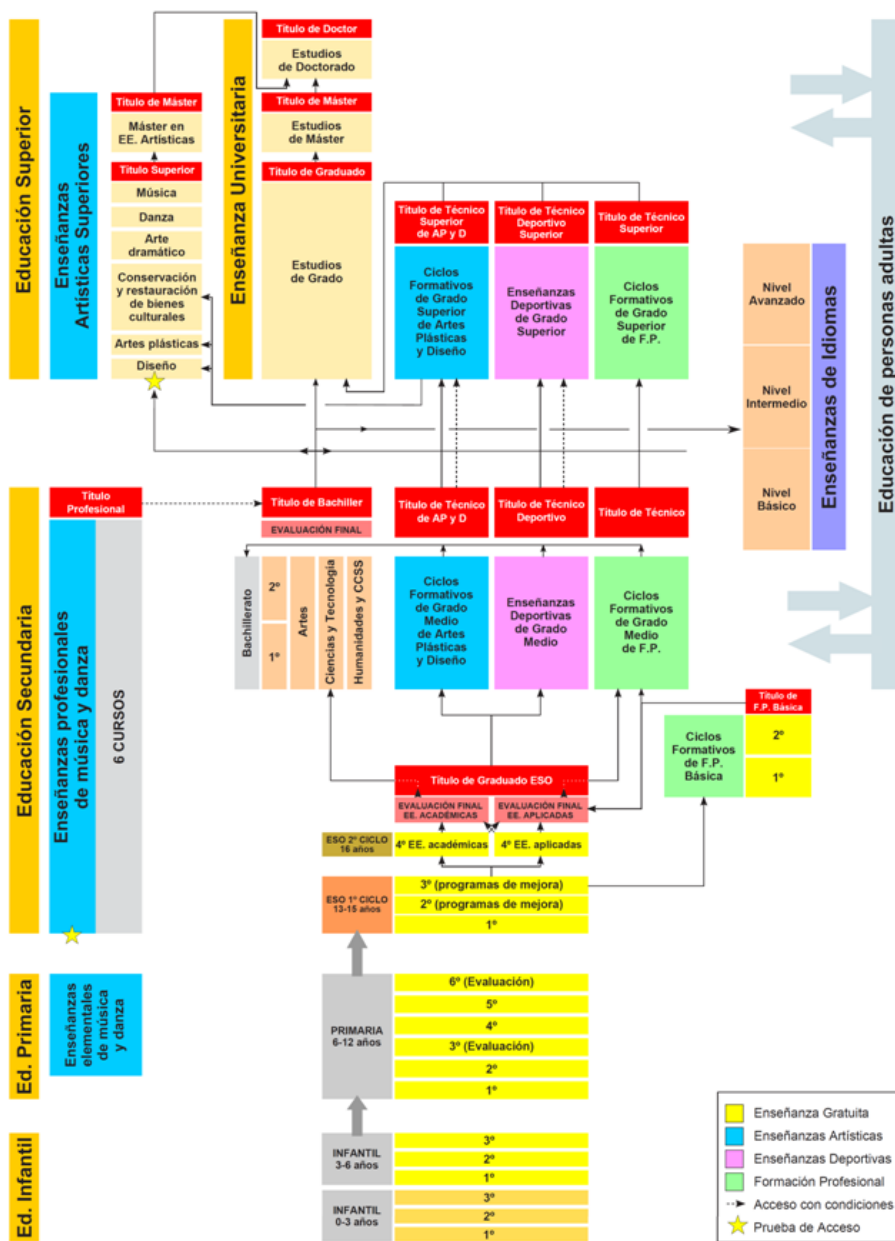 Educación Superior
Enseñanzas
Artísticas Superiores
Título de Máster
Máster en
EE. Artísticas
Título Superior
Música
Danza
Arte
dramático
Conservación
y restauración
de bienes
culturales
Artes plásticas
Diseño
Enseñanza Universitaria
Título de Doctor
Estudios
de Doctorado
Título de Máster
Estudios
de Máster
Título de Graduado
Estudios
de Grado
Título de Técnico
Superior
de AP y D
Ciclos
Formativos
de Grado
Superior
de Artes
Plásticas
y Diseño
Título de Técnico
Deportivo
Superior
Enseñanzas
Deportivas
de Grado
Superior
Título de Técnico
Superior
Ciclos
Formativos
de Grado
Superior
de F.P.
Nivel
Avanzado
Nivel
Intermedio
Nivel
Básico
Enseñanzas de Idiomas
Educación de personas adultas
Educación Secundaria
Título
Profesional
Enseñanzas profesionales
de música y danza
6 CURSOS
Título de Bachiller
EVALUACIÓN FINAL
Bachillerato
2º
1º
Artes
Ciencias y Tecnología
Humanidades y CCSS
Título de Técnico
de AP y D
Ciclos
Formativos
de Grado
Medio
de Artes
Plásticas
y Diseño
Título de Técnico
Deportivo
Enseñanzas
Deportivas
de Grado
Medio
Título de Técnico
Ciclos
Formativos
de Grado
Medio
de F.P.
Título de
F.P. Básica
Ciclos
Formativos
de F.P.
Básica
2º
1º
Título de Graduado ESO
EVALUACIÓN FINAL
EE. ACADÉMICAS
EVALUACIÓN FINAL
EE. APLICADAS
ESO 2º CICLO
16 años
4º EE. académicas
4º EE. aplicadas
ESO 1º CICLO
13-15 años
3º (programas de mejora)
2º (programas de mejora)
1º
Ed. Primaria
Enseñanzas
elementales
de música
y danza
PRIMARIA
6-12 años
6º (Evaluación)
5º
4º
3º (Evaluación)
2º
1º
Ed. Infantil
INFANTIL
3-6 años
3º
2º
1º
INFANTIL
0-3 años
3º
2º
1º
Enseñanza Gratuita
Enseñanzas Artísticas
Enseñanzas Deportivas
Formación Profesional
Acceso con condiciones
Prueba de Acceso